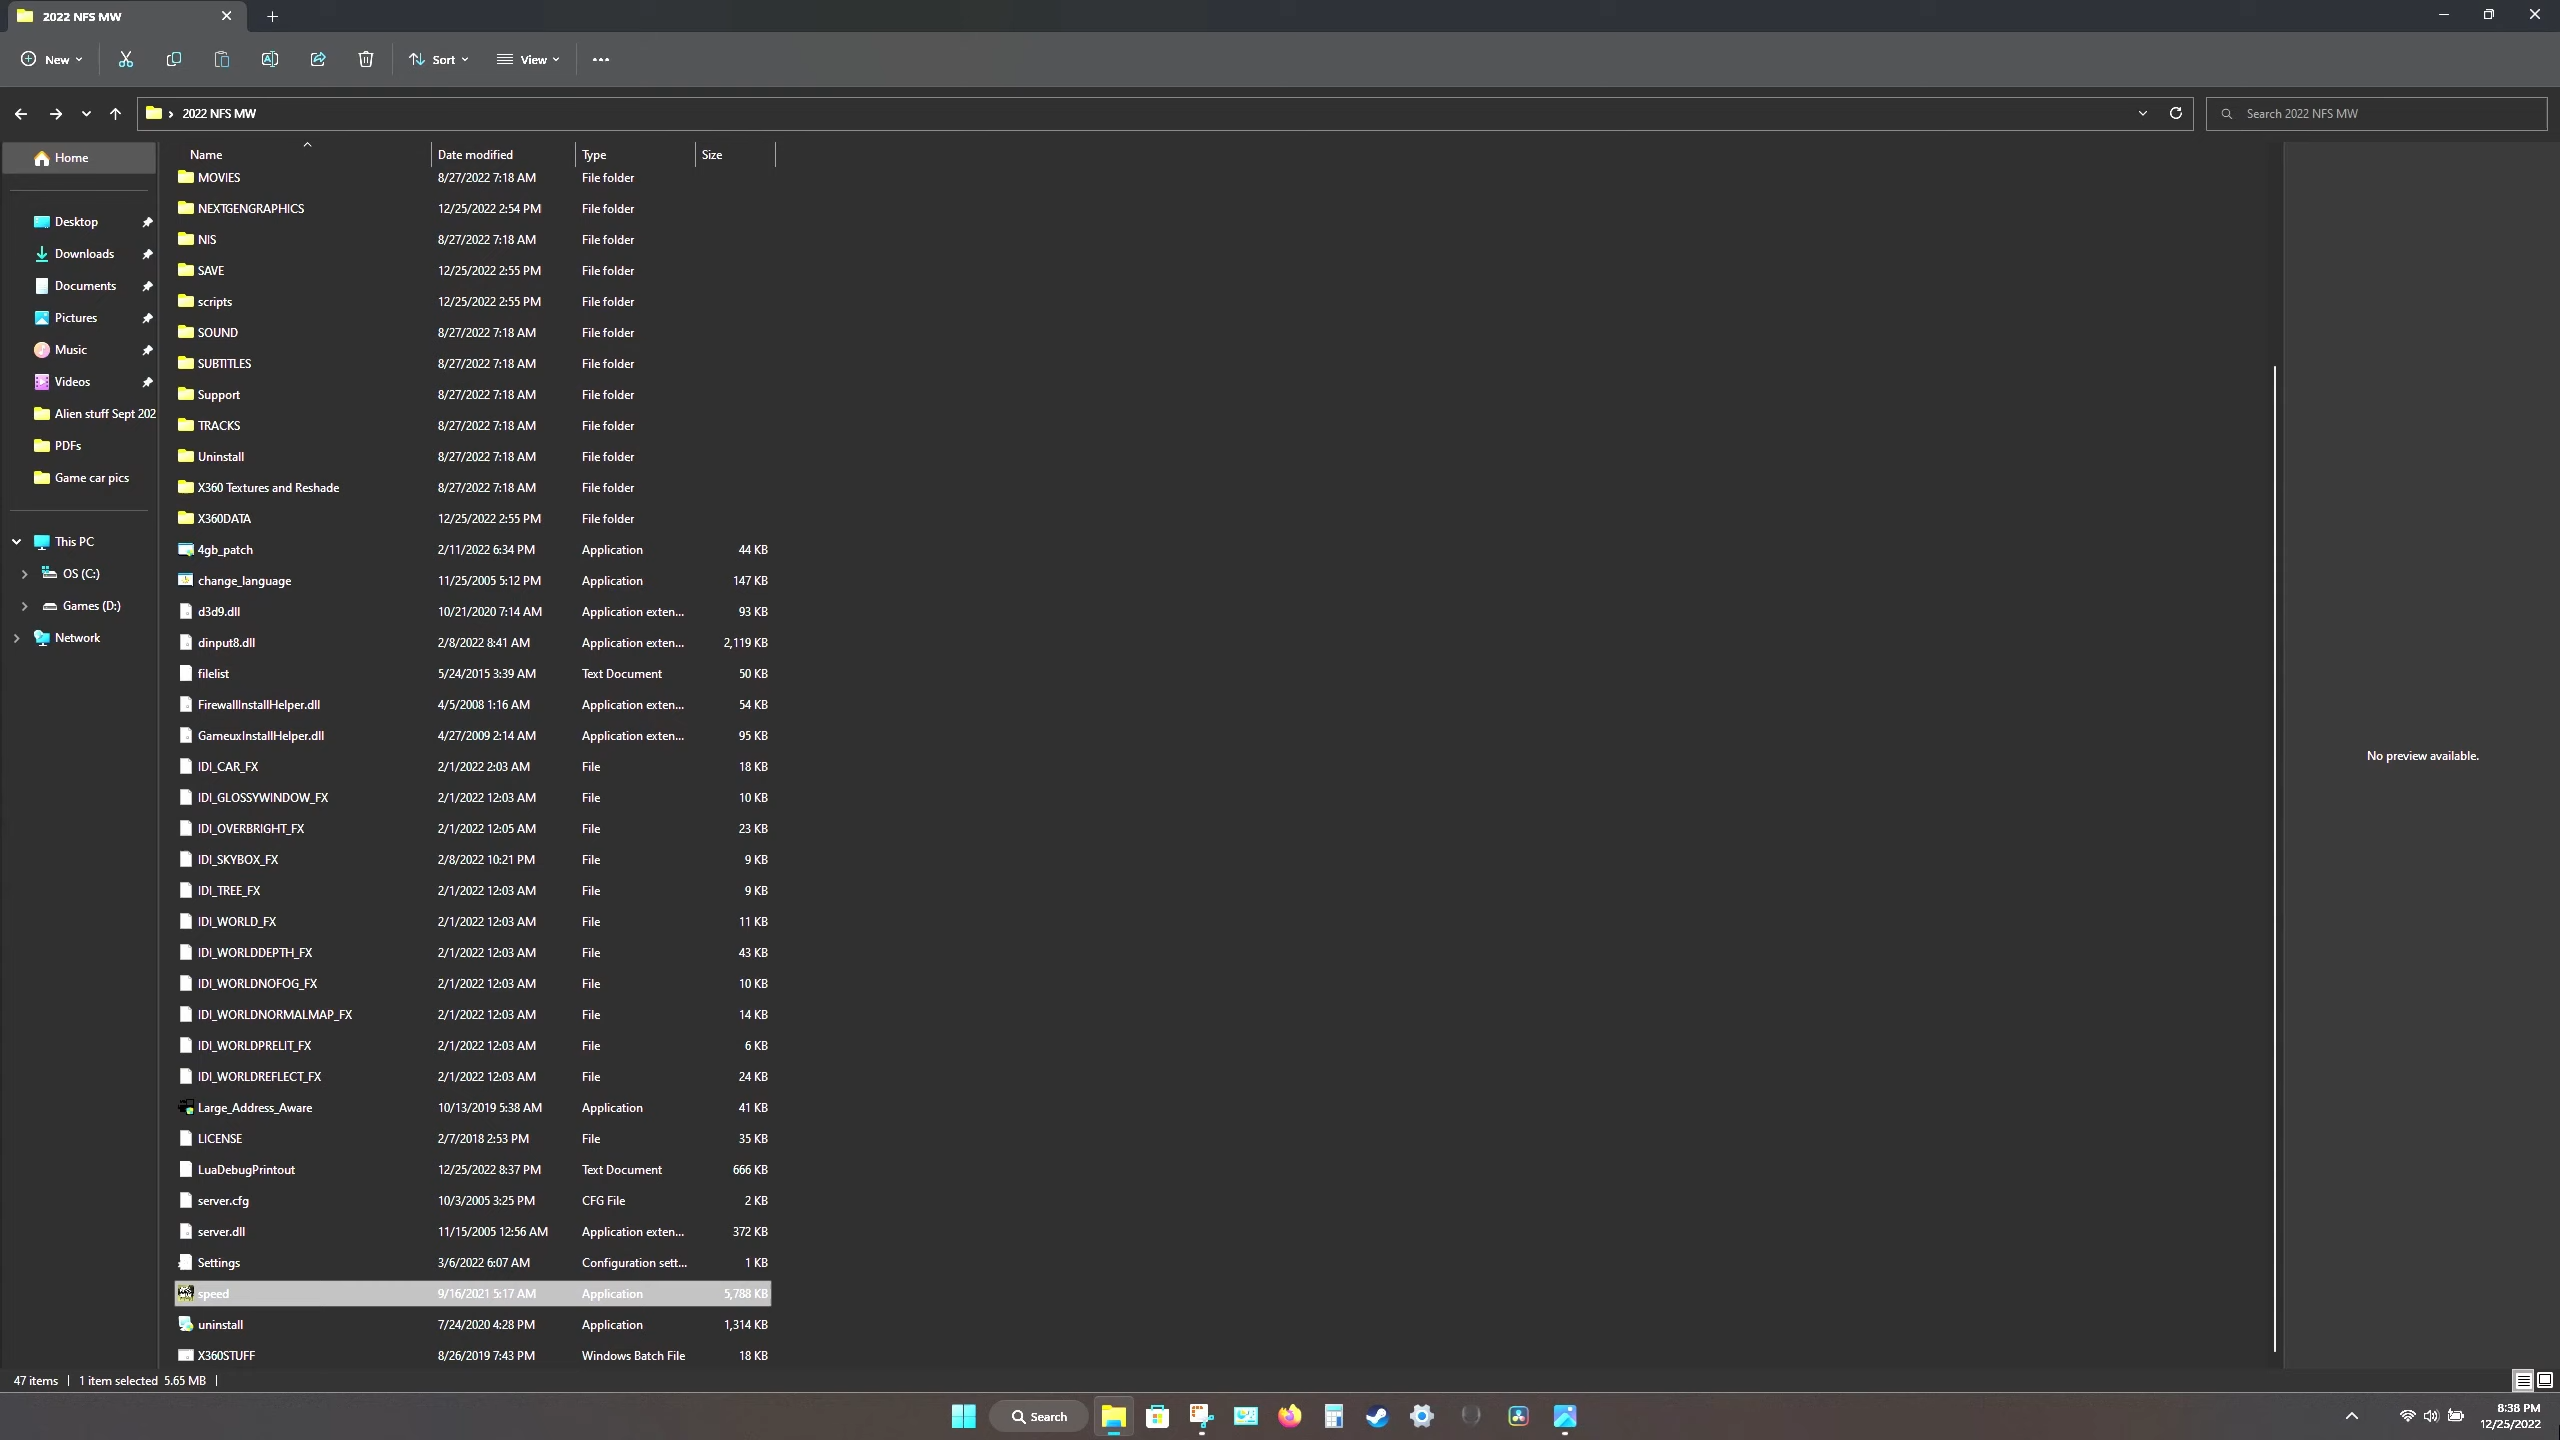 2022 NFS MW
New
Sort
View
2022 NFS MW
Search 2022 NFS MW
Home
Desktop
Downloads
Documents
Pictures
Music
Videos
Alien stuff Sept 202
PDFs
Game car pics
This PC
OS (C:)
Games (D:)
Network
Name Date modified Type Size
MOVIES 8/27/2022 7:18 AM File folder
NEXTGENGRAPHICS 12/25/2022 2:54 PM File folder
NIS 8/27/2022 7:18 AM File folder
SAVE 12/25/2022 2:55 PM File folder
scripts 12/25/2022 2:55 PM File folder
SOUND 8/27/2022 7:18 AM File folder
SUBTITLES 8/27/2022 7:18 AM File folder
Support 8/27/2022 7:18 AM File folder
TRACKS 8/27/2022 7:18 AM File folder
Uninstall 8/27/2022 7:18 AM File folder
X360 Textures and Reshade 8/27/2022 7:18 AM File folder
X360DATA 12/25/2022 2:55 PM File folder
4gb_patch 2/11/2022 6:34 PM Application 44 KB
change_language 11/25/2005 5:12 PM Application 147 KB
d3d9.dll 10/21/2020 7:14 AM Application exten... 93 KB
dinput8.dll 2/8/2022 8:41 AM Application exten... 2,119 KB
filelist 5/24/2015 3:39 AM Text Document 50 KB
FirewallInstallHelper.dll 4/5/2008 1:16 AM Application exten... 54 KB
GameuxInstallHelper.dll 4/27/2009 2:14 AM Application exten... 95 KB
IDI_CAR_FX 2/1/2022 2:03 AM File 18 KB
IDI_GLOSSYWINDOW_FX 2/1/2022 12:03 AM File 10 KB
IDI_OVERBRIGHT_FX 2/1/2022 12:05 AM File 23 KB
IDI_SKYBOX_FX 2/8/2022 10:21 PM File 9 KB
IDI_TREE_FX 2/1/2022 12:03 AM File 9 KB
IDI_WORLD_FX 2/1/2022 12:03 AM File 11 KB
IDI_WORLDDEPTH_FX 2/1/2022 12:03 AM File 43 KB
IDI_WORLDNOFOG_FX 2/1/2022 12:03 AM File 10 KB
IDI_WORLDNORMALMAP_FX 2/1/2022 12:03 AM File 14 KB
IDI_WORLDPRELIT_FX 2/1/2022 12:03 AM File 6 KB
IDI_WORLDREFLECT_FX 2/1/2022 12:03 AM File 24 KB
Large_Address_Aware 10/13/2019 5:38 AM Application 41 KB
LICENSE 2/7/2018 2:53 PM File 35 KB
LuaDebugPrintout 12/25/2022 8:37 PM Text Document 666 KB
server.cfg 10/3/2005 3:25 PM CFG File 2 KB
server.dll 11/15/2005 12:56 AM Application exten... 372 KB
Settings 3/6/2022 6:07 AM Configuration sett... 1 KB
speed 9/16/2021 5:17 AM Application 5,788 KB
uninstall 7/24/2020 4:28 PM Application 1,314 KB
X360STUFF 8/26/2019 7:43 PM Windows Batch File 18 KB
No preview available.
47 items 1 item selected 5.65 MB
Search
8:38 PM
12/25/2022